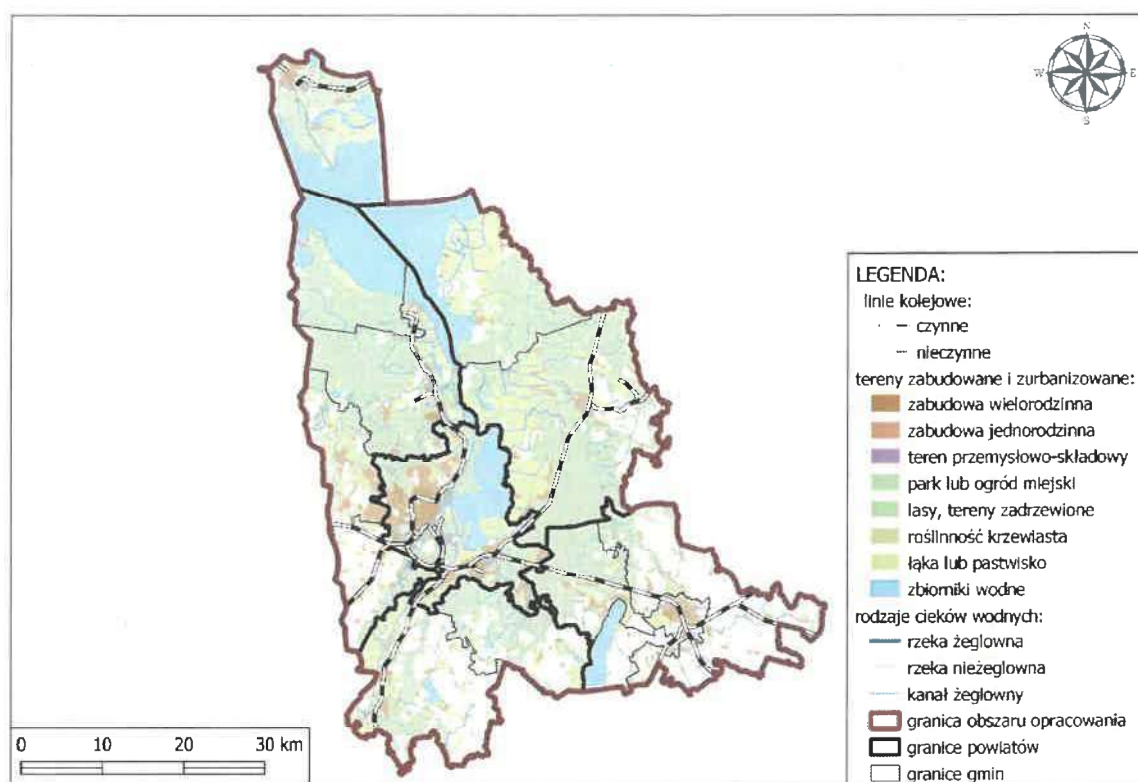 N
W
E
S
LEGENDA:
linie kolejowe:
czynne
nieczynne
tereny zabudowane i zurbanizowane:
zabudowa wielorodzinna
zabudowa jednorodzinna
teren przemysłowo-składowy
park lub ogród miejski
lasy, tereny zadrzewione
roślinność krzewiasta
łąka lub pastwisko
zbiorniki wodne
rodzaje cieków wodnych:
rzeka żeglowna
rzeka nieżeglowna
kanał żeglowny
granica obszaru opracowania
granice powiatów
granice gmin
0 10 20 30 km